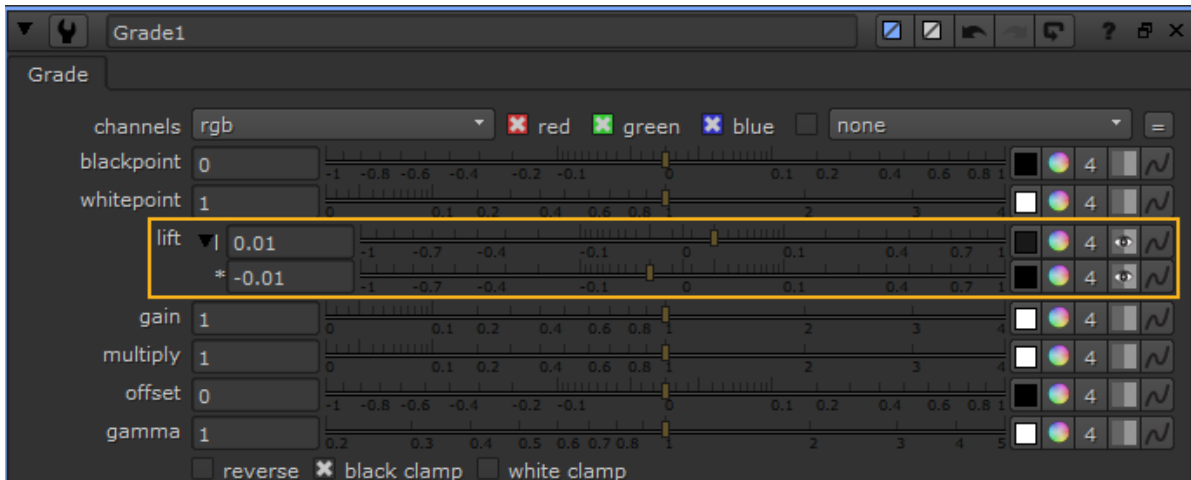 Grade1 ?
Grade
channels rgb red green blue none =
blackpoint 0 -1 -0.8 -0.6 -0.4 -0.2 -0.1 0 0.1 0.2 0.4 0.6 0.8 1 4
whitepoint 1 0 0.1 0.2 0.4 0.6 0.8 1 2 3 4 4
lift 0.01 -1 -0.7 -0.4 -0.1 0 0.1 0.4 0.7 1 4
* -0.01 -1 -0.7 -0.4 -0.1 0 0.1 0.4 0.7 1 4
gain 1 0 0.1 0.2 0.4 0.6 0.8 1 2 3 4 4
multiply 1 0 0.1 0.2 0.4 0.6 0.8 1 2 3 4 4
offset 0 -1 -0.8 -0.6 -0.4 -0.2 -0.1 0 0.1 0.2 0.4 0.6 0.8 1 4
gamma 1 0.2 0.3 0.4 0.5 0.6 0.7 0.8 1 2 3 4 5 4
reverse black clamp white clamp